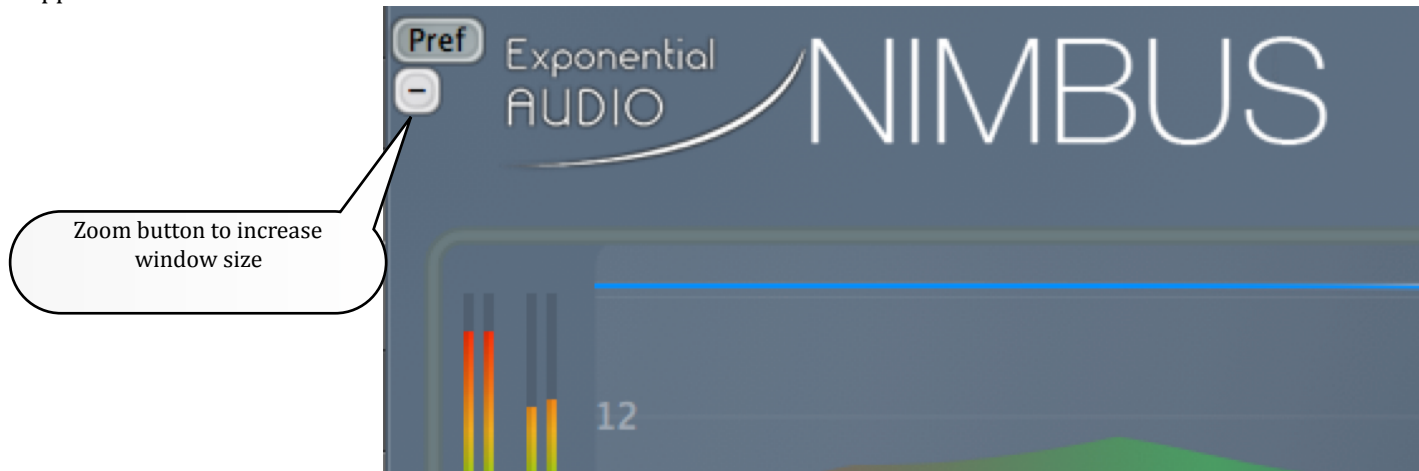 Pref
Exponential
AUDIO
NIMBUS
−
Zoom button to increase
window size
12